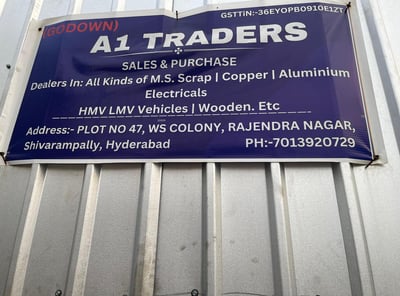 (GODOWN)
GSTTiN:-36EYOPB0910E1ZT
A1 TRADERS
SALES & PURCHASE
Dealers In: All Kinds of M.S. Scrap | Copper | Aluminium
Electricals
HMV LMV Vehicles | Wooden. Etc
Address:- PLOT NO 47, WS COLONY, RAJENDRA NAGAR,
Shivarampally, Hyderabad PH:-7013920729